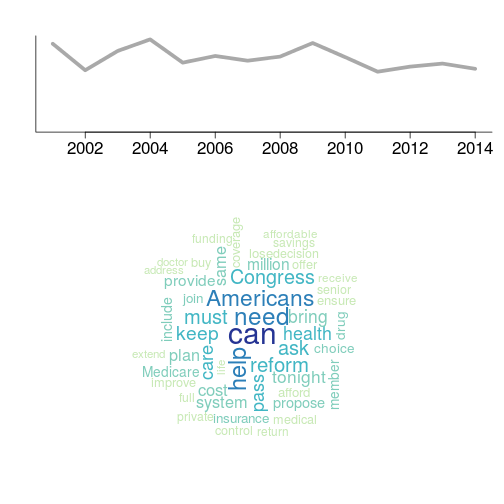 2002 2004 2006 2008 2010 2012 2014
coverage
affordable
funding
savings
same
losedecision
doctor buy
million offer
address
Congress receive
provide
senior
join Americans ensure
include
must need bring
drug
keep can health
ask choice
extend plan
care
help
life
reform
Medicare
tonight
member
improve
pass
cost
afford
full
system
propose
private insurance medical
control return